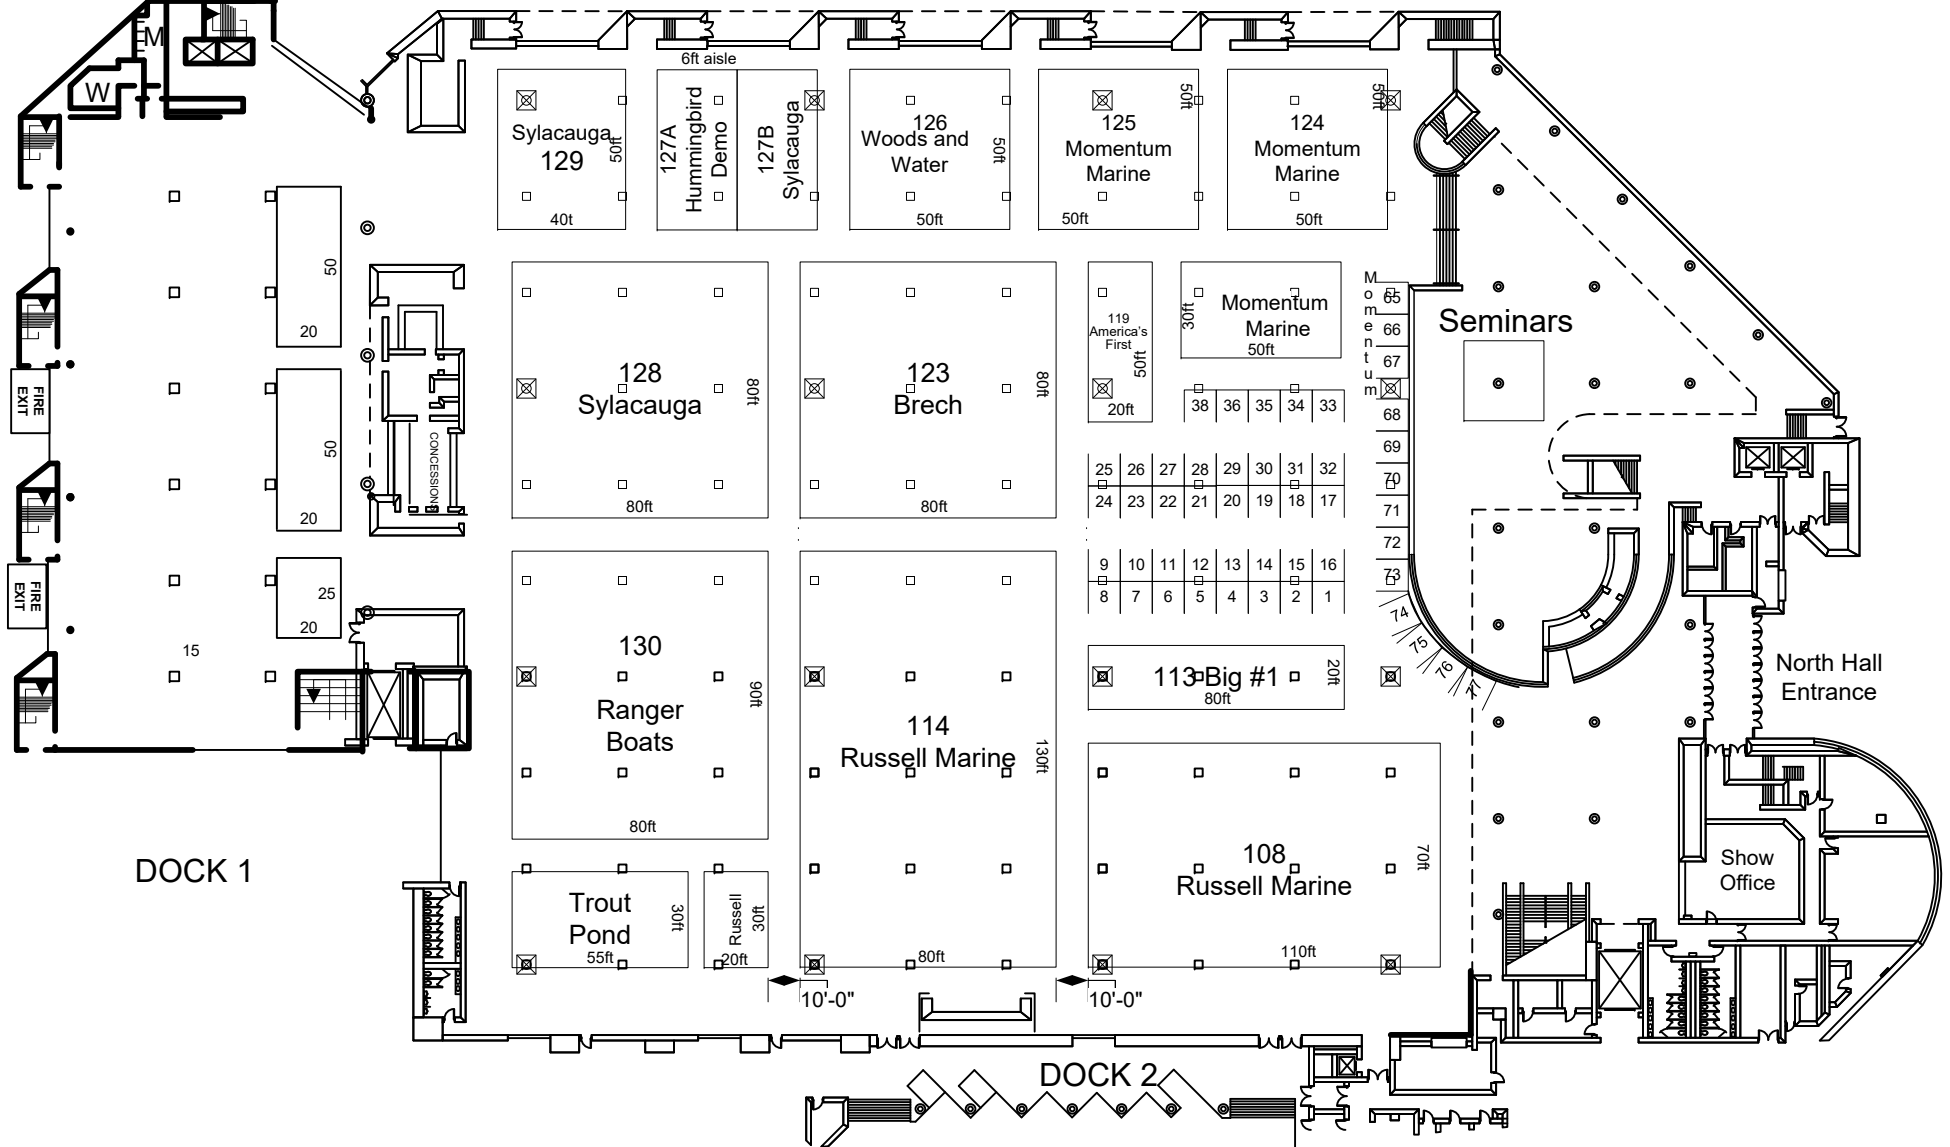 M
W
6ft aisle
Sylacauga
129
50ft
40t
127A
Hummingbird
Demo
127B
Sylacauga
126
Woods and
Water
50ft
50ft
125
Momentum
Marine
50ft
50ft
124
Momentum
Marine
50ft
50ft
50
20
50
20
25
20
15
FIRE
EXIT
FIRE
EXIT
CONCESSIONS
128
Sylacauga
80ft
80ft
123
Brech
80ft
80ft
119
America's
First
50ft
20ft
30ft
Momentum
Marine
50ft
Momentum
65
66
67
68
69
70
71
72
73
74
75
76
77
Seminars
38 36 35 34 33
25 26 27 28 29 30 31 32
24 23 22 21 20 19 18 17
9 10 11 12 13 14 15 16
8 7 6 5 4 3 2 1
130
Ranger
Boats
90ft
80ft
114
Russell Marine
130ft
80ft
113 Big #1
80ft
20ft
North Hall
Entrance
108
Russell Marine
70ft
110ft
Show
Office
DOCK 1
Trout
Pond
30ft
55ft
Russell
30ft
20ft
10'-0"
10'-0"
DOCK 2